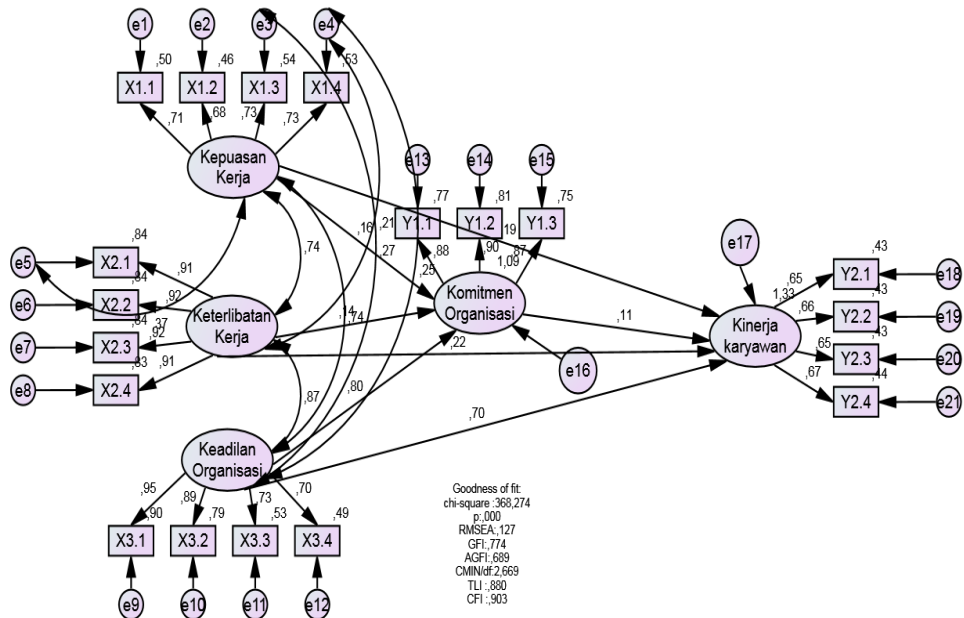 e1 e2 e3 e4
,50 ,46 ,54 ,53
X1.1 X1.2 X1.3 X1.4
,71 ,68 ,73 ,73
Kepuasan
Kerja
e13 e14 e15
,77 ,81 ,75
Y1.1 Y1.2 Y1.3
,88 ,90 ,87
,16 ,21 ,19
,27 ,25 1,09
,74
e5 e6 e7 e8
,84 ,84 ,84 ,83
X2.1
X2.2
X2.3
X2.4
,91 ,92 ,92 ,91
,37
Keterlibatan
Kerja
,14 ,74
Komitmen
Organisasi
,11
,22
e16
e17
1,33
Kinerja
karyawan
,65 ,66 ,65 ,67
,43 ,43 ,43 ,44
Y2.1 e18
Y2.2 e19
Y2.3 e20
Y2.4 e21
,87 ,80
,70
Keadilan
Organisasi
,95 ,89 ,73 ,70
,90 ,79 ,53 ,49
X3.1 X3.2 X3.3 X3.4
e9 e10 e11 e12
Goodness of fit:
chi-square :368,274
p:,000
RMSEA:,127
GFI:,774
AGFI:,689
CMIN/df:2,669
TLI :,880
CFI :,903